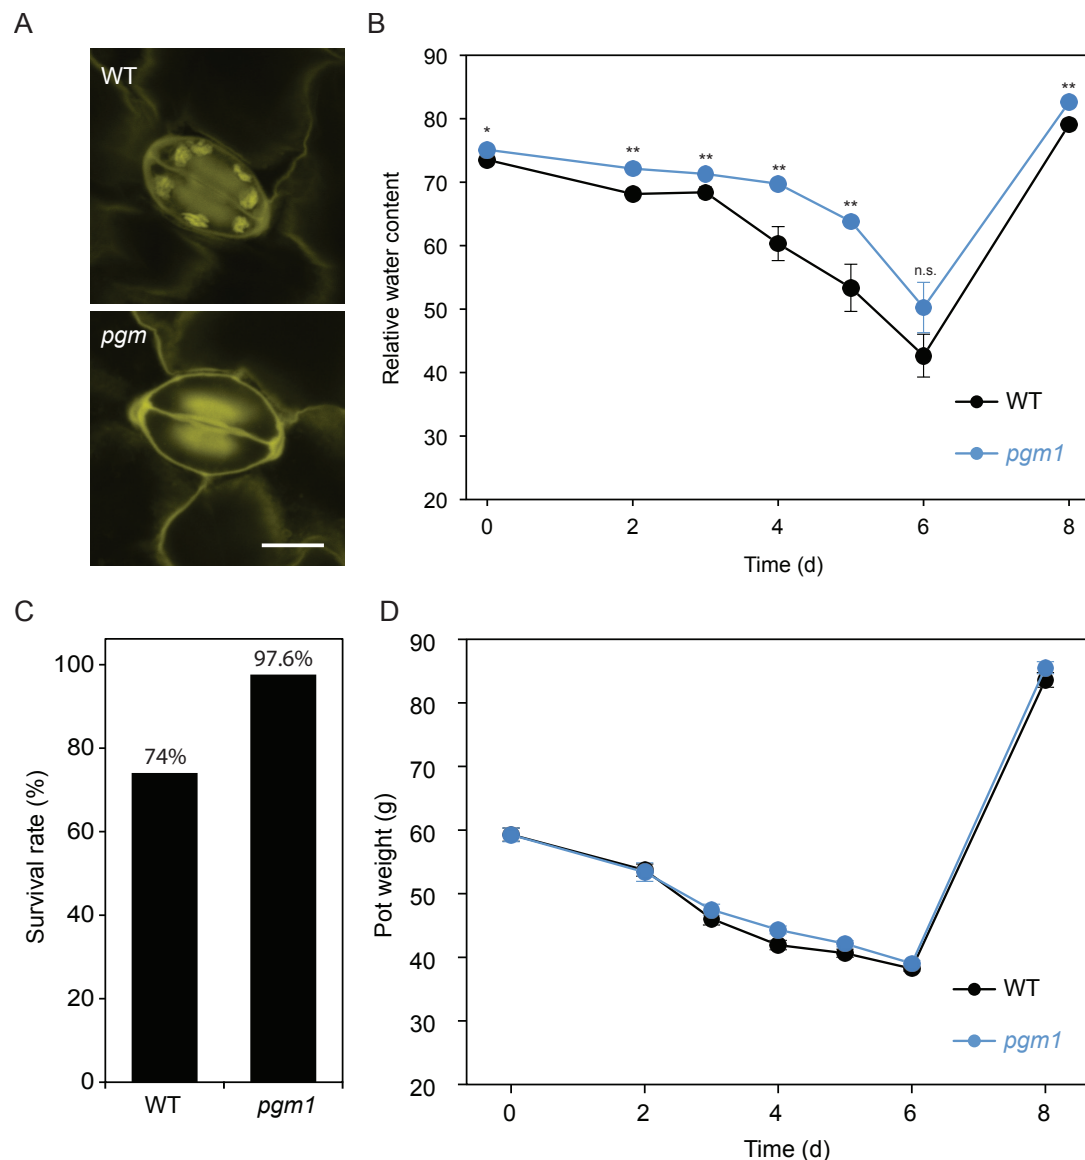 A
WT
pgm
B
90
80
70
60
50
40
30
20
Relative water content
*
**
**
**
**
n.s.
**
WT
pgm1
0
2
4
6
8
Time (d)
C
100
80
60
40
20
0
Survival rate (%)
74%
97.6%
WT
pgm1
D
90
80
70
60
50
40
30
20
Pot weight (g)
WT
pgm1
0
2
4
6
8
Time (d)